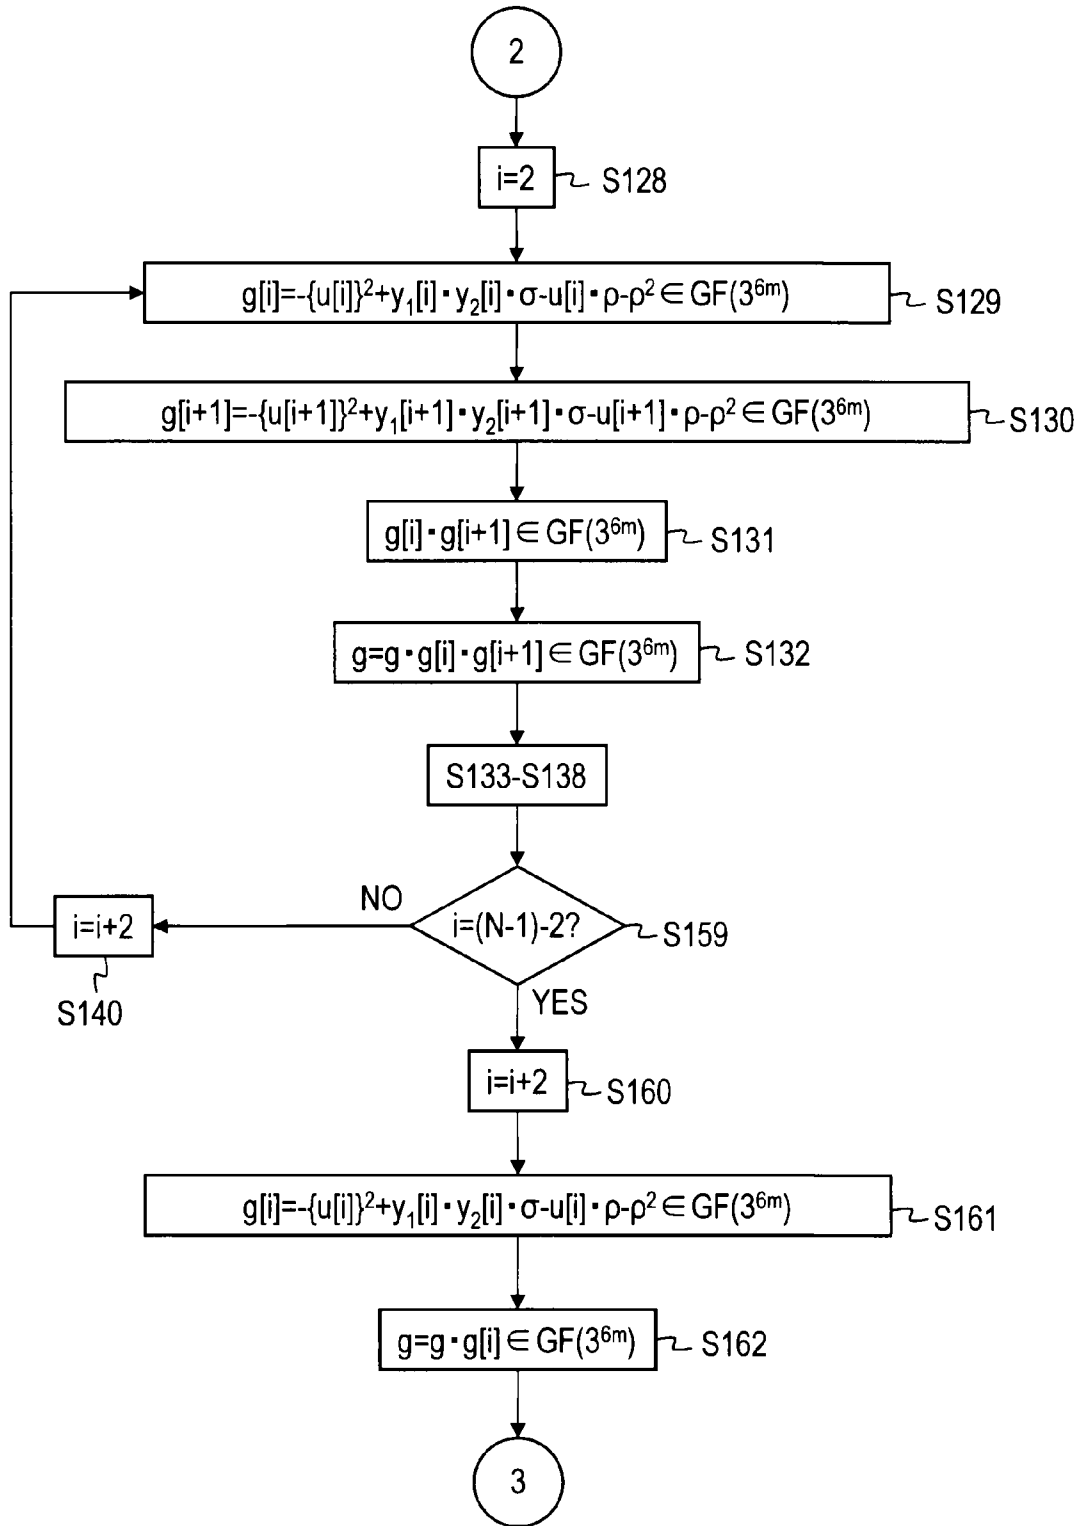 2
i=2
S128
g[i]=-{u[i]}²+y₁[i]·y₂[i]·σ-u[i]·ρ-ρ²∈GF(3⁶ᵐ)
S129
g[i+1]=-{u[i+1]}²+y₁[i+1]·y₂[i+1]·σ-u[i+1]·ρ-ρ²∈GF(3⁶ᵐ)
S130
g[i]·g[i+1]∈GF(3⁶ᵐ)
S131
g=g·g[i]·g[i+1]∈GF(3⁶ᵐ)
S132
S133-S138
NO
i=(N-1)-2?
S159
i=i+2
S140
YES
i=i+2
S160
g[i]=-{u[i]}²+y₁[i]·y₂[i]·σ-u[i]·ρ-ρ²∈GF(3⁶ᵐ)
S161
g=g·g[i]∈GF(3⁶ᵐ)
S162
3